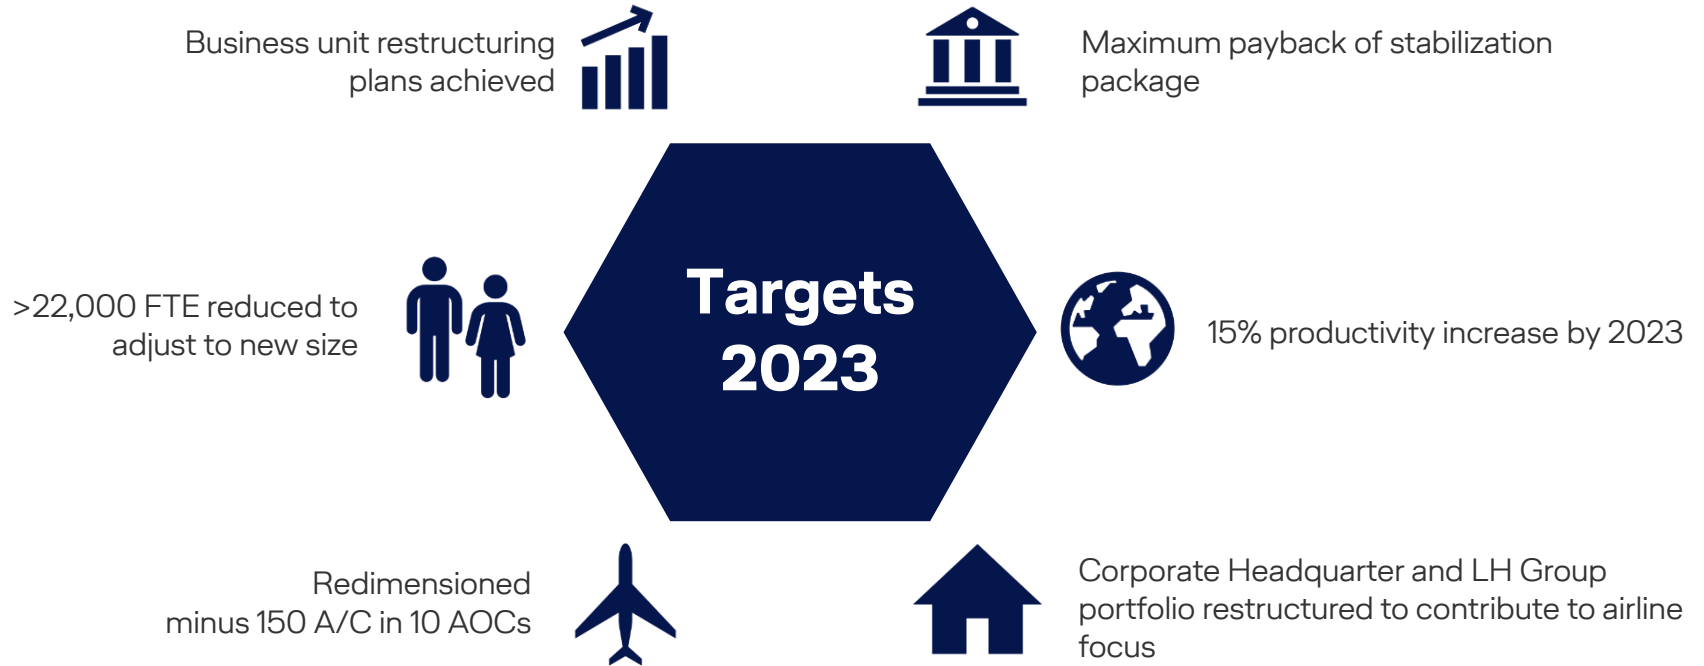 Business unit restructuring
plans achieved
Maximum payback of stabilization
package
>22,000 FTE reduced to
adjust to new size
Targets
2023
15% productivity increase by 2023
Redimensioned
minus 150 A/C in 10 AOCs
Corporate Headquarter and LH Group
portfolio restructured to contribute to airline
focus